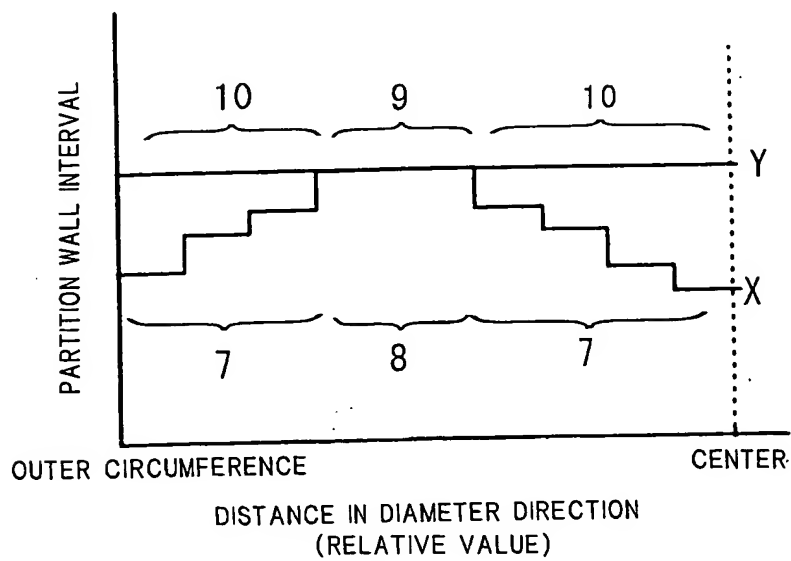 PARTITION WALL INTERVAL
10 9 10
Y
X
7 8 7
OUTER CIRCUMFERENCE CENTER
DISTANCE IN DIAMETER DIRECTION
(RELATIVE VALUE)